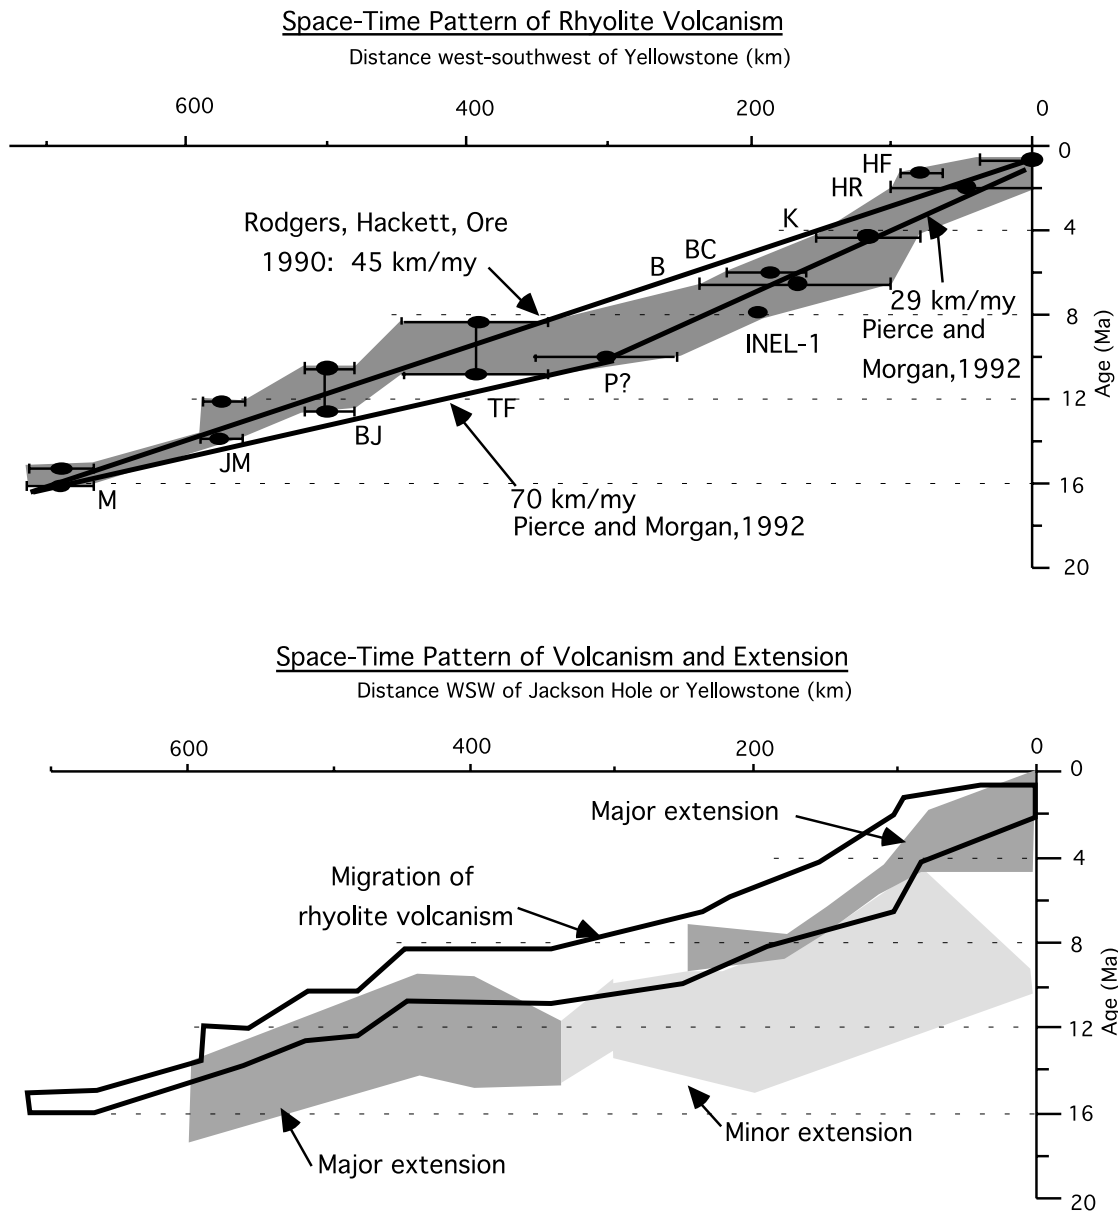 Space-Time Pattern of Rhyolite Volcanism
Distance west-southwest of Yellowstone (km)
600
400
200
0
0
HF
HR
Rodgers, Hackett, Ore
K
4
1990: 45 km/my
BC
B
29 km/my
8
INEL-1
Pierce and
Morgan,1992
P?
Age (Ma)
12
TF
BJ
JM
16
M
70 km/my
Pierce and Morgan,1992
20
Space-Time Pattern of Volcanism and Extension
Distance WSW of Jackson Hole or Yellowstone (km)
600
400
200
0
0
Major extension
4
Migration of
rhyolite volcanism
8
Age (Ma)
12
16
Minor extension
Major extension
20